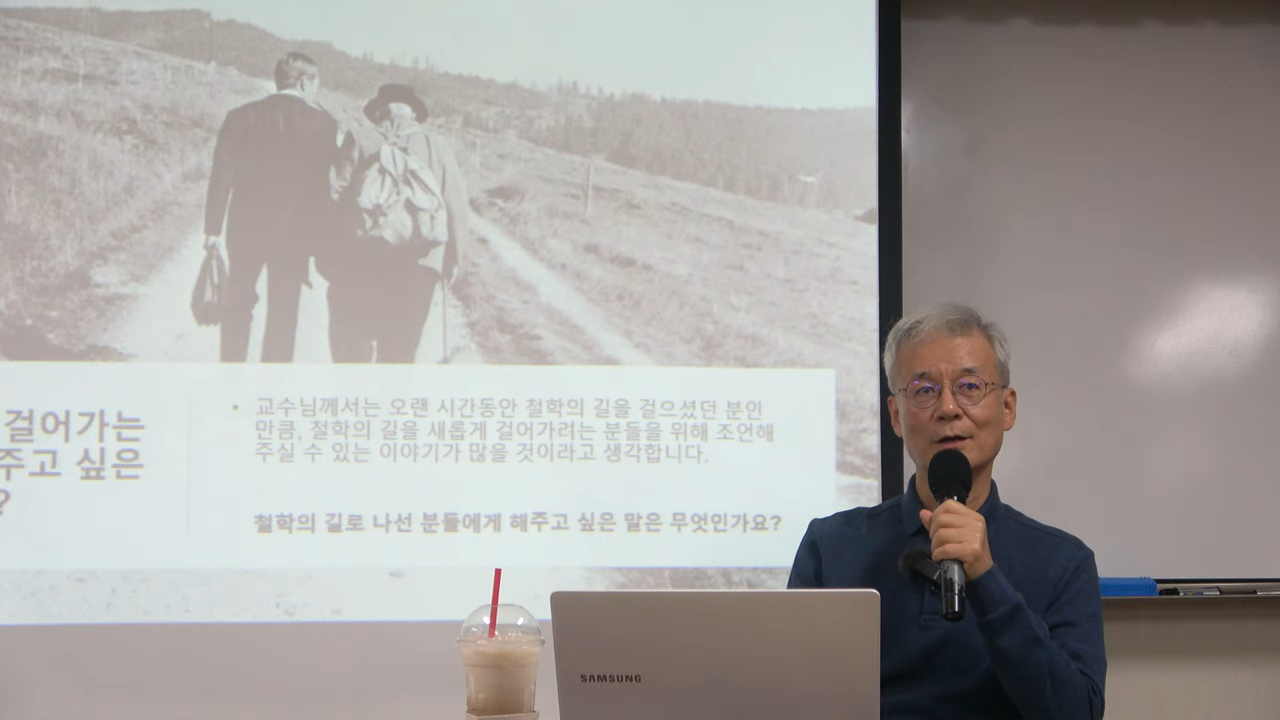 걸어가는
주고 싶은
?
• 교수님께서는 오랜 시간동안 철학의 길을 걸으셨던 분인
만큼, 철학의 길을 새롭게 걸어가려는 분들을 위해 조언해
주실 수 있는 이야기가 많을 것이라고 생각합니다.
철학의 길로 나선 분들에게 해주고 싶은 말은 무엇인가요?
SAMSUNG